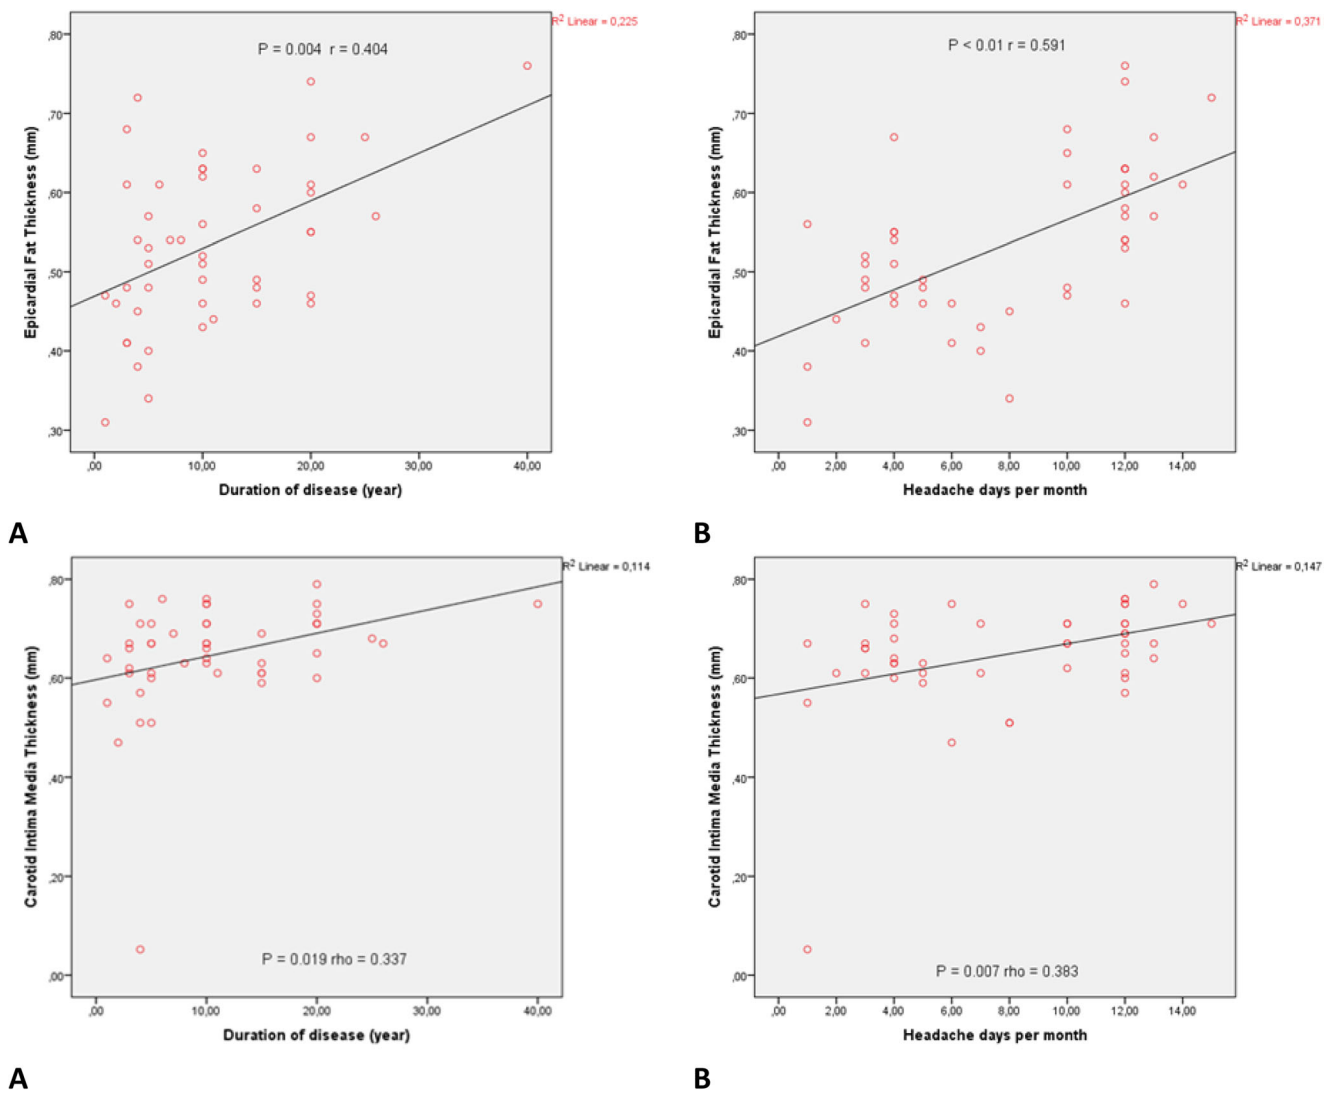 R² Linear = 0,225
P = 0.004 r = 0.404
Epicardial Fat Thickness (mm)
,80
,70
,60
,50
,40
,30
,00 10,00 20,00 30,00 40,00
Duration of disease (year)
A
R² Linear = 0,371
P < 0.01 r = 0.591
Epicardial Fat Thickness (mm)
,80
,70
,60
,50
,40
,30
,00 2,00 4,00 6,00 8,00 10,00 12,00 14,00
Headache days per month
B
R² Linear = 0,114
Carotid Intima Media Thickness (mm)
,80
,60
,40
,20
,00
P = 0.019 rho = 0.337
,00 10,00 20,00 30,00 40,00
Duration of disease (year)
A
R² Linear = 0,147
Carotid Intima Media Thickness (mm)
,80
,60
,40
,20
,00
P = 0.007 rho = 0.383
,00 2,00 4,00 6,00 8,00 10,00 12,00 14,00
Headache days per month
B